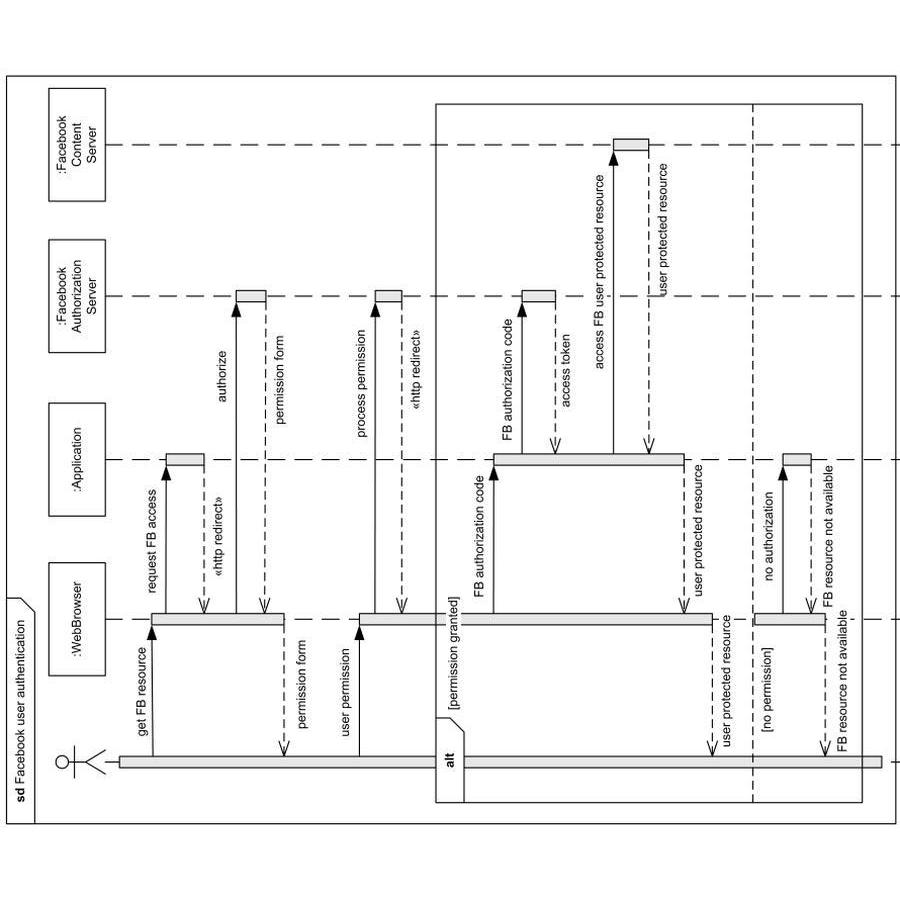 sd Facebook user authentication
:WebBrowser
:Application
:Facebook
Authorization
Server
:Facebook
Content
Server
get FB resource
request FB access
«http redirect»
authorize
permission form
permission form
user permission
process permission
«http redirect»
alt
[permission granted]
FB authorization code
FB authorization code
access token
access FB user protected resource
user protected resource
user protected resource
user protected resource
[no permission]
no authorization
FB resource not available
FB resource not available